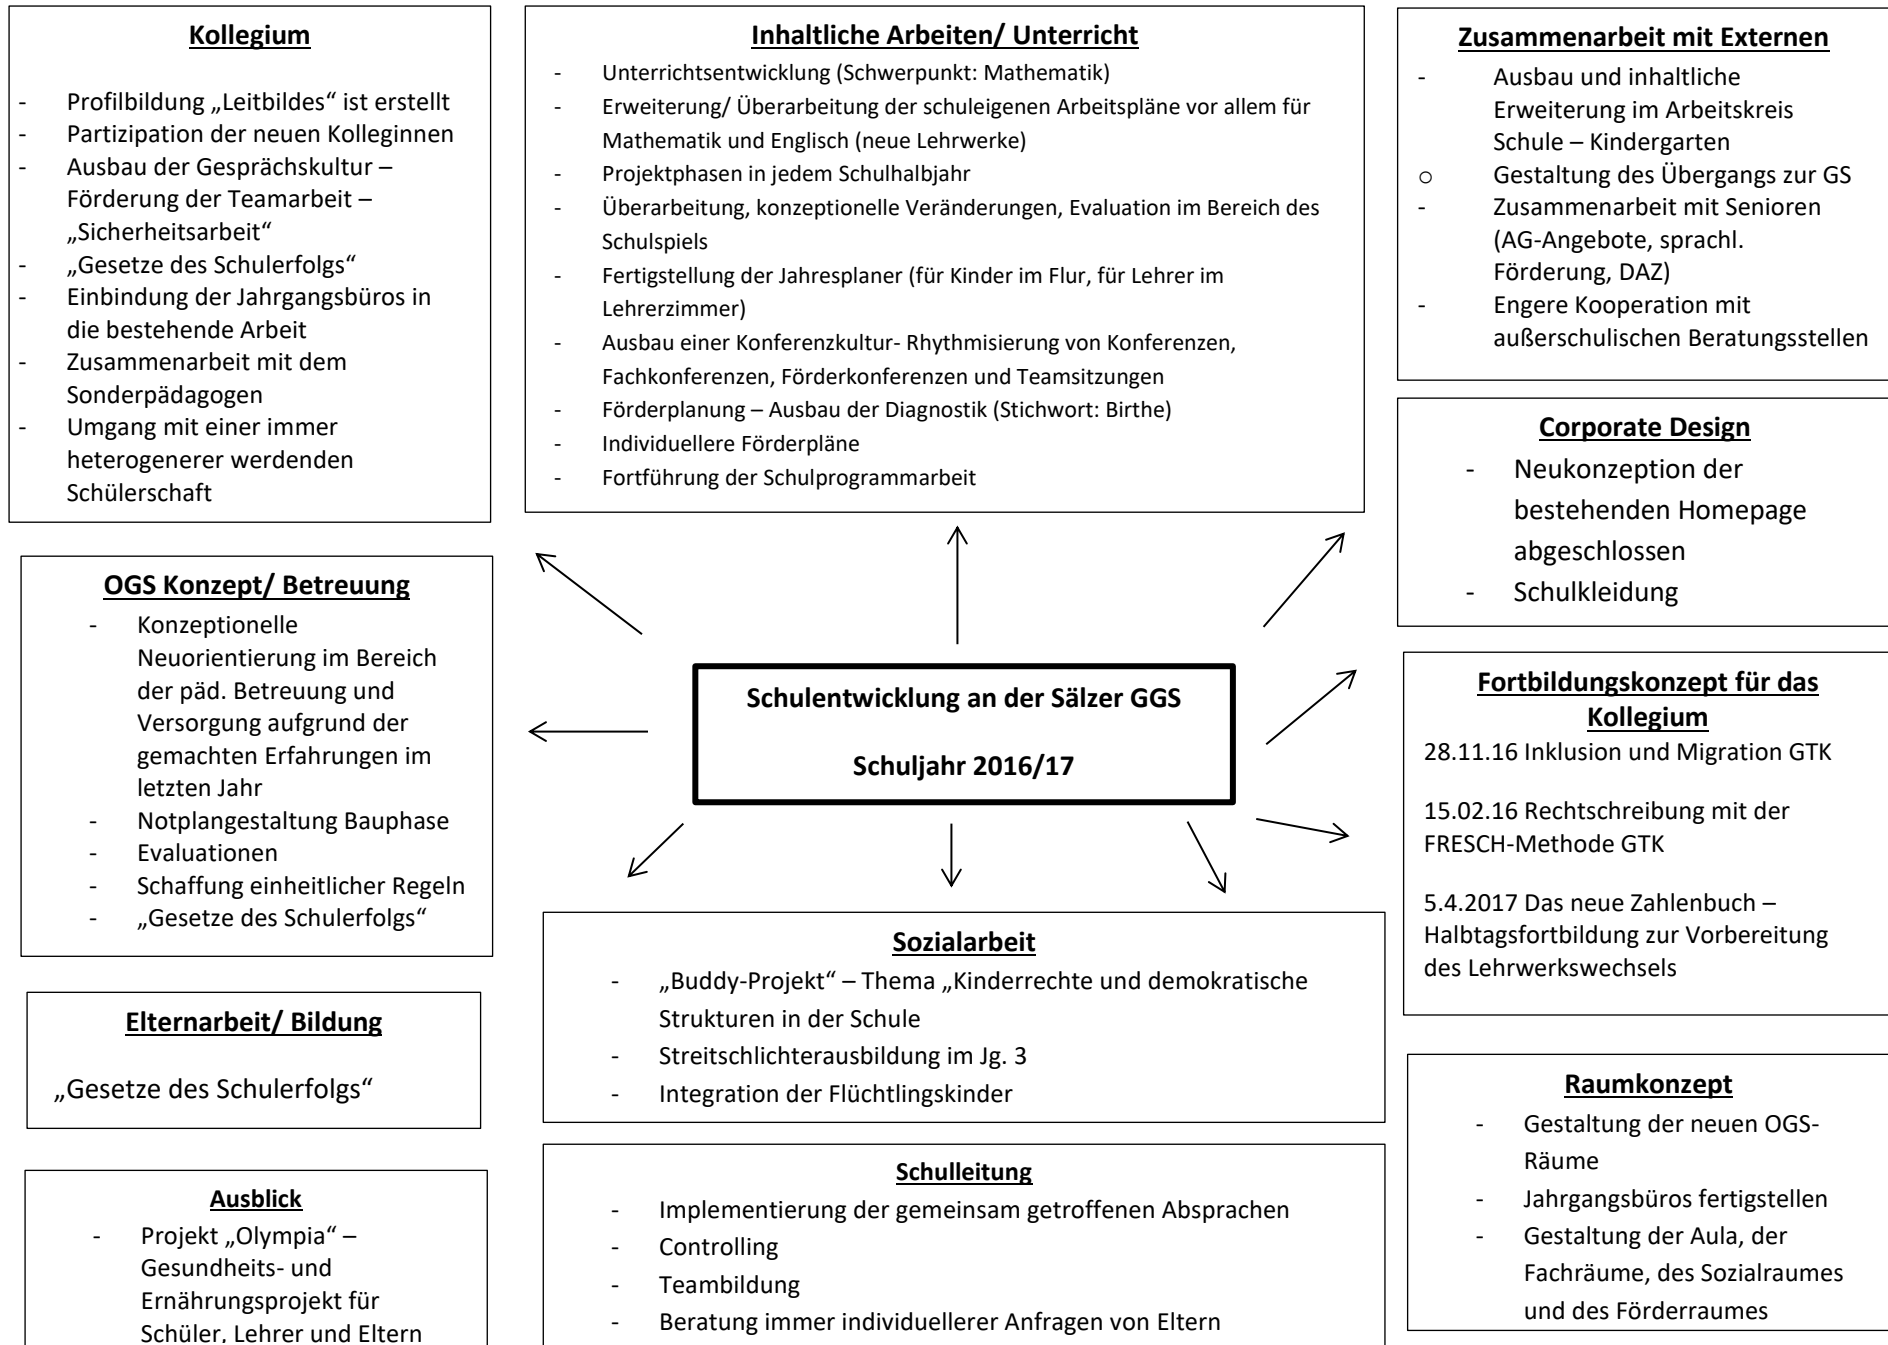 Kollegium
- Profilbildung „Leitbildes“ ist erstellt
- Partizipation der neuen Kolleginnen
- Ausbau der Gesprächskultur –
Förderung der Teamarbeit –
„Sicherheitsarbeit“
- „Gesetze des Schulerfolgs“
- Einbindung der Jahrgangsbüros in
die bestehende Arbeit
- Zusammenarbeit mit dem
Sonderpädagogen
- Umgang mit einer immer
heterogenerer werdenden
Schülerschaft
Inhaltliche Arbeiten/ Unterricht
- Unterrichtsentwicklung (Schwerpunkt: Mathematik)
- Erweiterung/ Überarbeitung der schuleigenen Arbeitspläne vor allem für
Mathematik und Englisch (neue Lehrwerke)
- Projektphasen in jedem Schulhalbjahr
- Überarbeitung, konzeptionelle Veränderungen, Evaluation im Bereich des
Schulspiels
- Fertigstellung der Jahresplaner (für Kinder im Flur, für Lehrer im
Lehrerzimmer)
- Ausbau einer Konferenzkultur- Rhythmisierung von Konferenzen,
Fachkonferenzen, Förderkonferenzen und Teamsitzungen
- Förderplanung – Ausbau der Diagnostik (Stichwort: Birthe)
- Individuellere Förderpläne
- Fortführung der Schulprogrammarbeit
Zusammenarbeit mit Externen
- Ausbau und inhaltliche
Erweiterung im Arbeitskreis
Schule – Kindergarten
o Gestaltung des Übergangs zur GS
- Zusammenarbeit mit Senioren
(AG-Angebote, sprachl.
Förderung, DAZ)
- Engere Kooperation mit
außerschulischen Beratungsstellen
Corporate Design
- Neukonzeption der
bestehenden Homepage
abgeschlossen
- Schulkleidung
OGS Konzept/ Betreuung
- Konzeptionelle
Neuorientierung im Bereich
der päd. Betreuung und
Versorgung aufgrund der
gemachten Erfahrungen im
letzten Jahr
- Notplangestaltung Bauphase
- Evaluationen
- Schaffung einheitlicher Regeln
- „Gesetze des Schulerfolgs“
Schulentwicklung an der Sälzer GGS
Schuljahr 2016/17
Fortbildungskonzept für das
Kollegium
28.11.16 Inklusion und Migration GTK
15.02.16 Rechtschreibung mit der
FRESCH-Methode GTK
5.4.2017 Das neue Zahlenbuch –
Halbtagsfortbildung zur Vorbereitung
des Lehrwerkswechsels
Elternarbeit/ Bildung
„Gesetze des Schulerfolgs“
Sozialarbeit
- „Buddy-Projekt“ – Thema „Kinderrechte und demokratische
Strukturen in der Schule
- Streitschlichterausbildung im Jg. 3
- Integration der Flüchtlingskinder
Raumkonzept
- Gestaltung der neuen OGS-
Räume
- Jahrgangsbüros fertigstellen
- Gestaltung der Aula, der
Fachräume, des Sozialraumes
und des Förderraumes
Ausblick
- Projekt „Olympia“ –
Gesundheits- und
Ernährungsprojekt für
Schüler, Lehrer und Eltern
Schulleitung
- Implementierung der gemeinsam getroffenen Absprachen
- Controlling
- Teambildung
- Beratung immer individuellerer Anfragen von Eltern